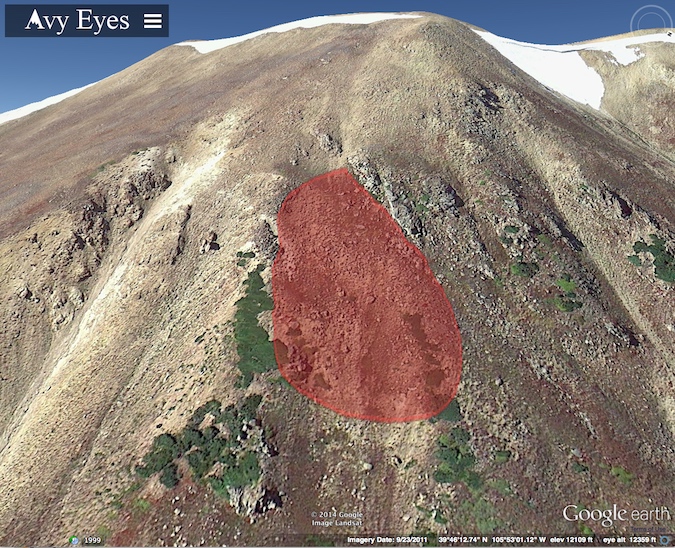 Avy Eyes
© 2014 Google
Image Landsat
Google earth
1999
Imagery Date: 9/23/2011 39°46'12.74" N 105°53'01.12" W elev 12109 ft eye alt 12359 ft